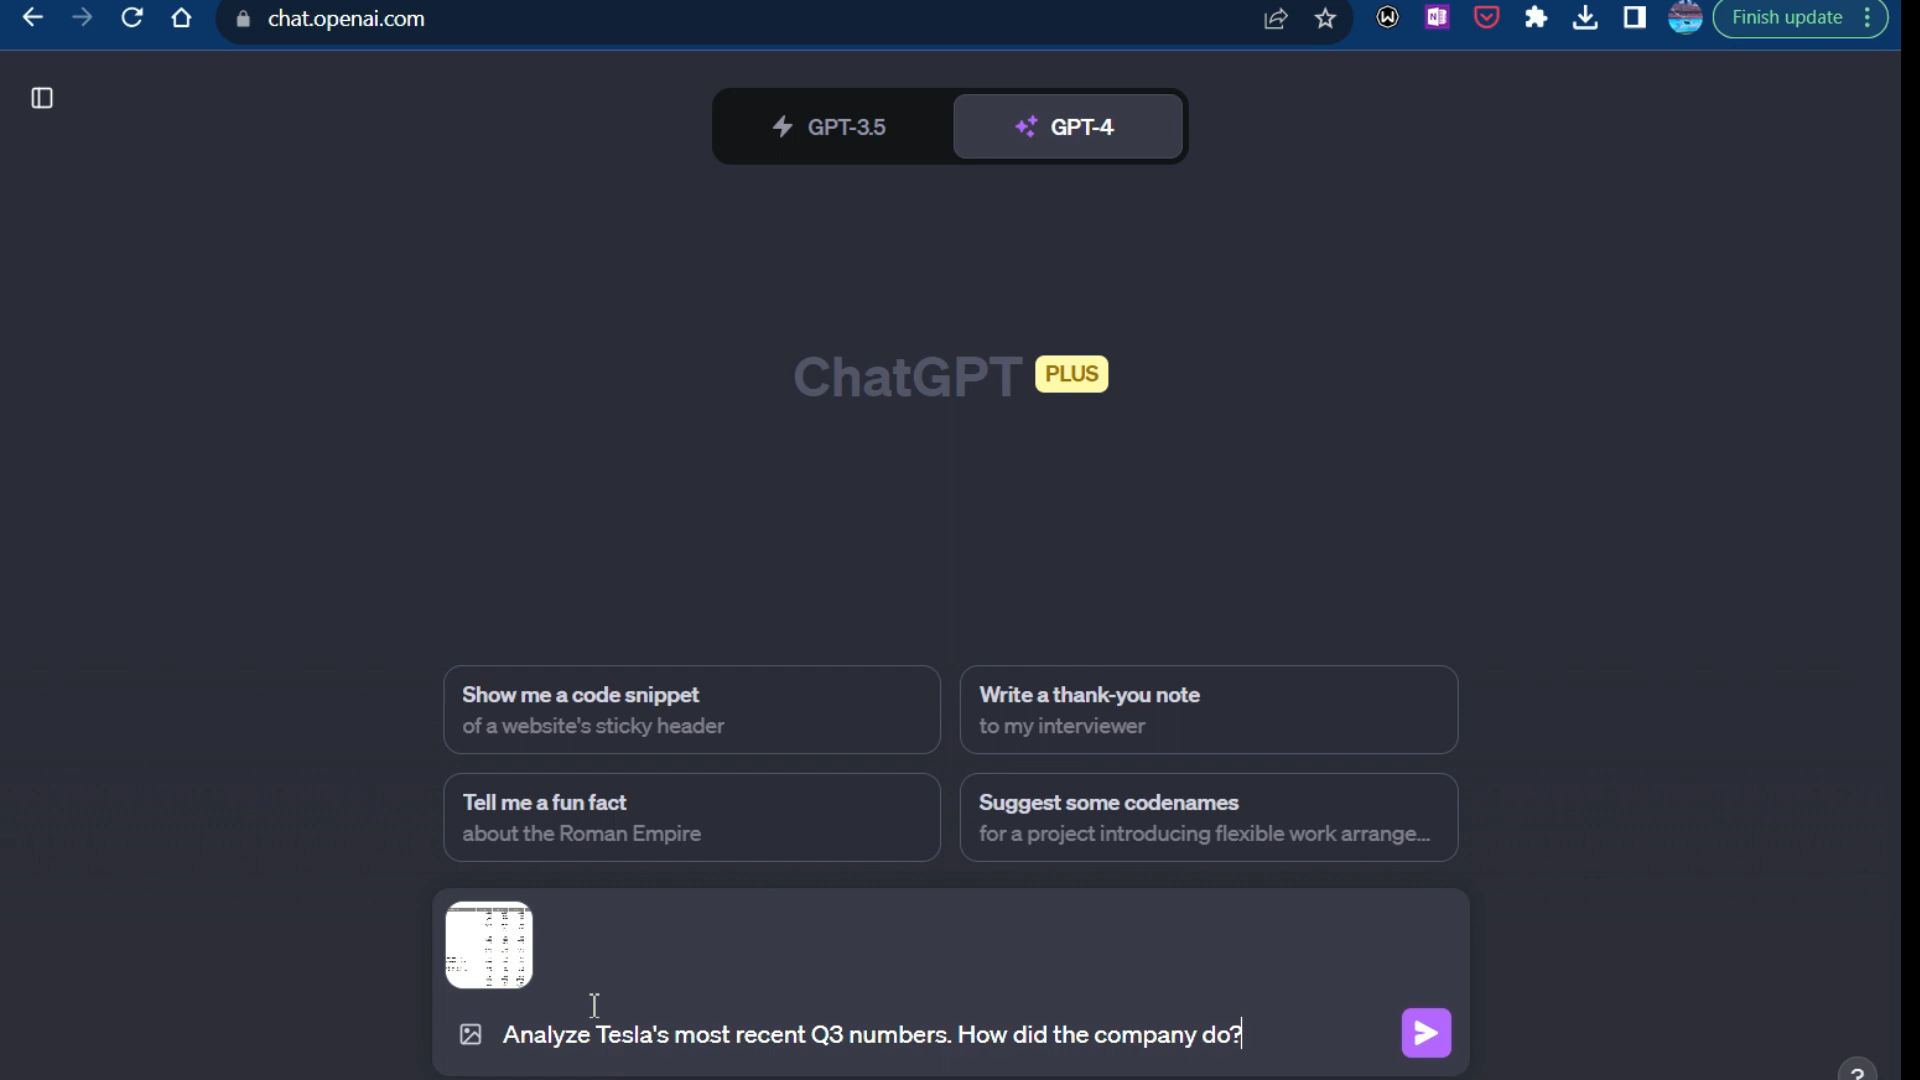 chat.openai.com
Finish update
GPT-3.5
GPT-4
ChatGPT PLUS
Show me a code snippet
of a website's sticky header
Write a thank-you note
to my interviewer
Tell me a fun fact
about the Roman Empire
Suggest some codenames
for a project introducing flexible work arrange...
Analyze Tesla's most recent Q3 numbers. How did the company do?
?